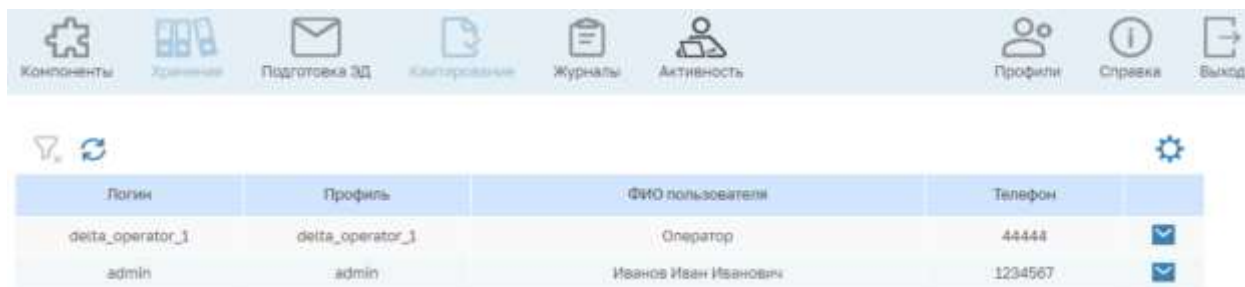 Компоненты Хранение Подготовка ЭД Квитирование Журналы Активность Профили Справка Выход
Логин Профиль ФИО пользователя Телефон
delta_operator_1 delta_operator_1 Оператор 44444
admin admin Иванов Иван Иванович 1234567